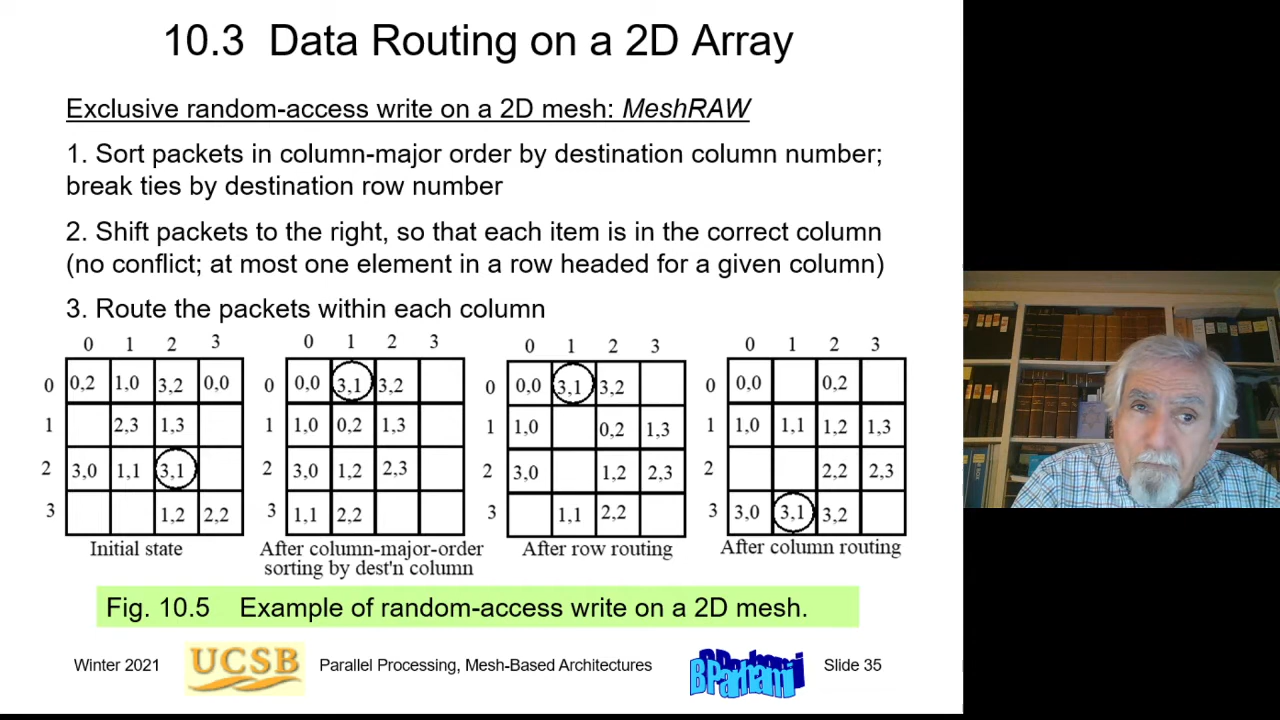 10.3 Data Routing on a 2D Array
Exclusive random-access write on a 2D mesh: MeshRAW
1. Sort packets in column-major order by destination column number;
break ties by destination row number
2. Shift packets to the right, so that each item is in the correct column
(no conflict; at most one element in a row headed for a given column)
3. Route the packets within each column
0 1 2 3
0 0,2 1,0 3,2 0,0
1 2,3 1,3
2 3,0 1,1 3,1
3 1,2 2,2
Initial state
0 1 2 3
0 0,0 3,1 3,2
1 1,0 0,2 1,3
2 3,0 1,2 2,3
3 1,1 2,2
After column-major-order
sorting by dest'n column
0 1 2 3
0 0,0 3,1 3,2
1 1,0 0,2 1,3
2 3,0 1,2 2,3
3 1,1 2,2
After row routing
0 1 2 3
0 0,0 0,2
1 1,0 1,1 1,2 1,3
2 2,2 2,3
3 3,0 3,1 3,2
After column routing
Fig. 10.5 Example of random-access write on a 2D mesh.
Winter 2021 UCSB Parallel Processing, Mesh-Based Architectures B Parhami Slide 35